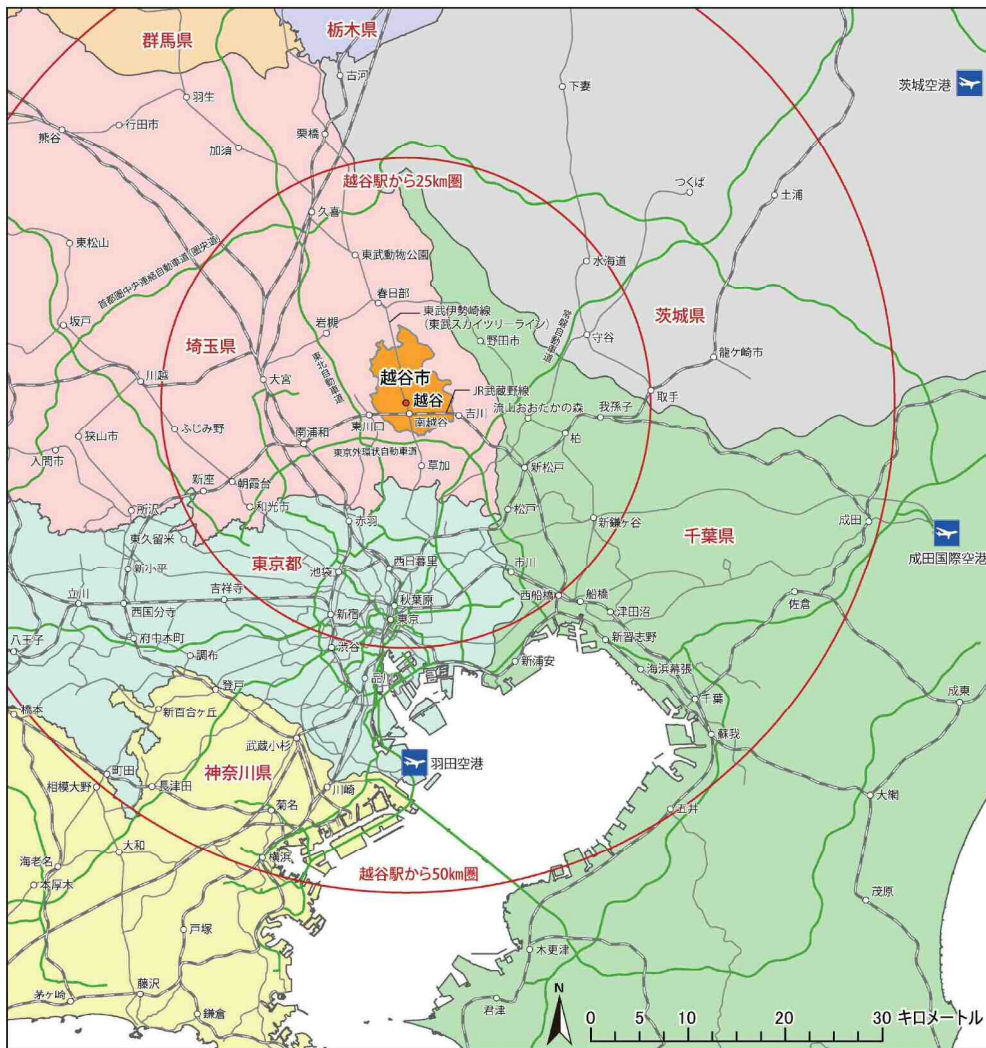 群馬県
栃木県
古河
下妻
茨城空港
羽生
行田市
熊谷
栗橋
加須
越谷駅から25km圏
つくば
土浦
久喜
東松山
首都圏中央連絡自動車道(圏央道)
東武動物公園
水海道
春日部
東武伊勢崎線
(東武スカイツリーライン)
常磐自動車道
茨城県
坂戸
岩槻
野田市
守谷
埼玉県
東北自動車道
龍ケ崎市
川越
大宮
越谷市
越谷
JR武蔵野線
取手
流山おおたかの森
我孫子
狭山市
ふじみ野
南浦和
東川口
南越谷
吉川
柏
入間市
東京外環状自動車道
草加
新松戸
新座
朝霞台
所沢
和光市
赤羽
松戸
新鎌ヶ谷
成田
東久留米
千葉県
成田国際空港
東京都
池袋
西日暮里
市川
新小平
立川
吉祥寺
西国分寺
新宿
秋葉原
東京
西船橋
船橋
津田沼
佐倉
八王子
府中本町
調布
渋谷
新習志野
新浦安
海浜幕張
登戸
品川
千葉
成東
橋本
新百合ヶ丘
蘇我
武蔵小杉
羽田空港
町田
神奈川県
相模大野
長津田
川崎
菊名
五井
大網
大和
海老名
横浜
越谷駅から50km圏
本厚木
茂原
戸塚
木更津
茅ヶ崎
藤沢
鎌倉
君津
N
0 5 10 20 30 キロメートル